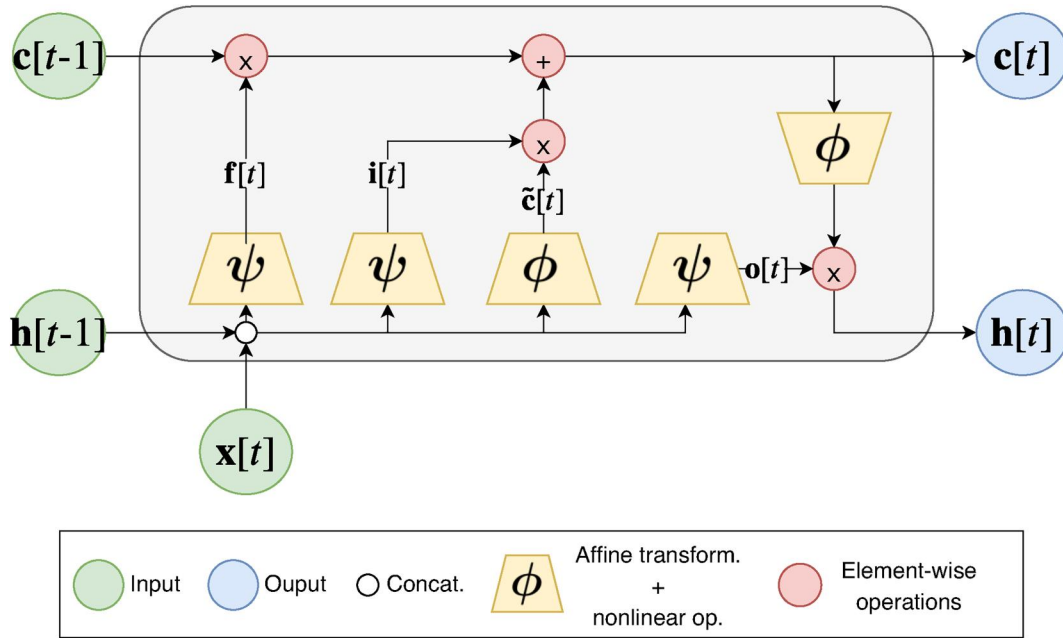 c[t-1]
x
+
c[t]
x
ϕ
f[t]
i[t]
c̃[t]
ψ
ψ
ϕ
ψ
o[t]
x
h[t-1]
h[t]
x[t]
Input
Ouput
Concat.
ϕ
Affine transform.
+
nonlinear op.
Element-wise
operations